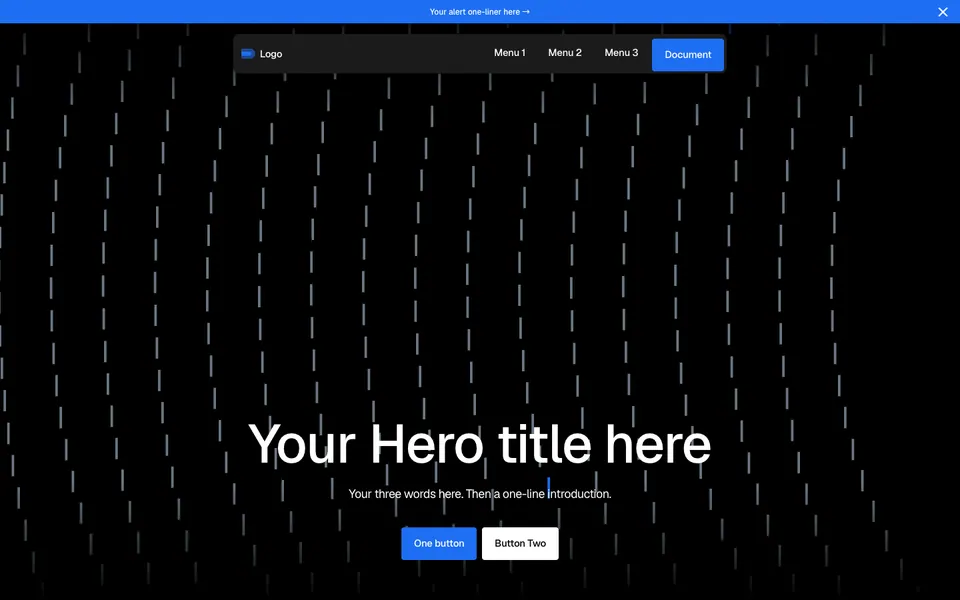 Your alert one-liner here →
Logo
Menu 1
Menu 2
Menu 3
Document
Your Hero title here
Your three words here. Then a one-line introduction.
One button
Button Two